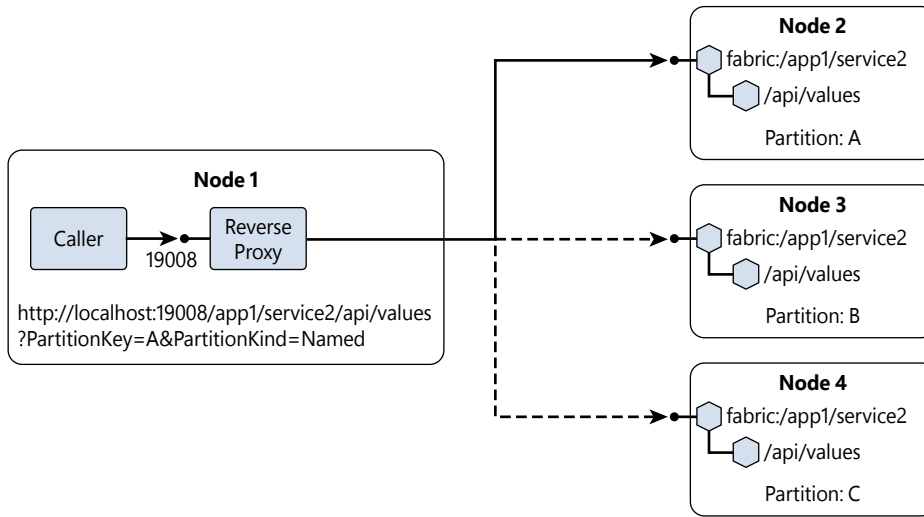 Node 1
Caller
19008
Reverse
Proxy
http://localhost:19008/app1/service2/api/values
?PartitionKey=A&PartitionKind=Named
Node 2
fabric:/app1/service2
/api/values
Partition: A
Node 3
fabric:/app1/service2
/api/values
Partition: B
Node 4
fabric:/app1/service2
/api/values
Partition: C